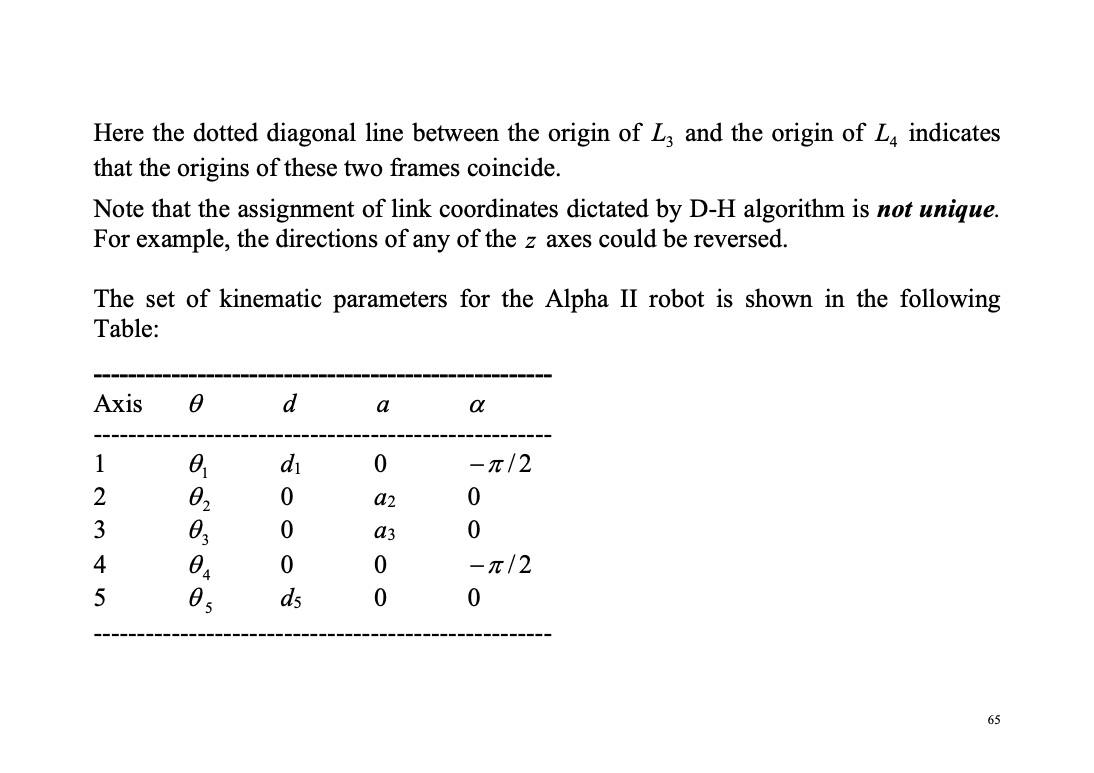 Here the dotted diagonal line between the origin of L₃ and the origin of L₄ indicates
that the origins of these two frames coincide.
Note that the assignment of link coordinates dictated by D-H algorithm is not unique.
For example, the directions of any of the z axes could be reversed.
The set of kinematic parameters for the Alpha II robot is shown in the following
Table:
------------------------------------------------------
Axis θ d a α
------------------------------------------------------
1 θ₁ d₁ 0 −π/2
2 θ₂ 0 a₂ 0
3 θ₃ 0 a₃ 0
4 θ₄ 0 0 −π/2
5 θ₅ d₅ 0 0
------------------------------------------------------
65